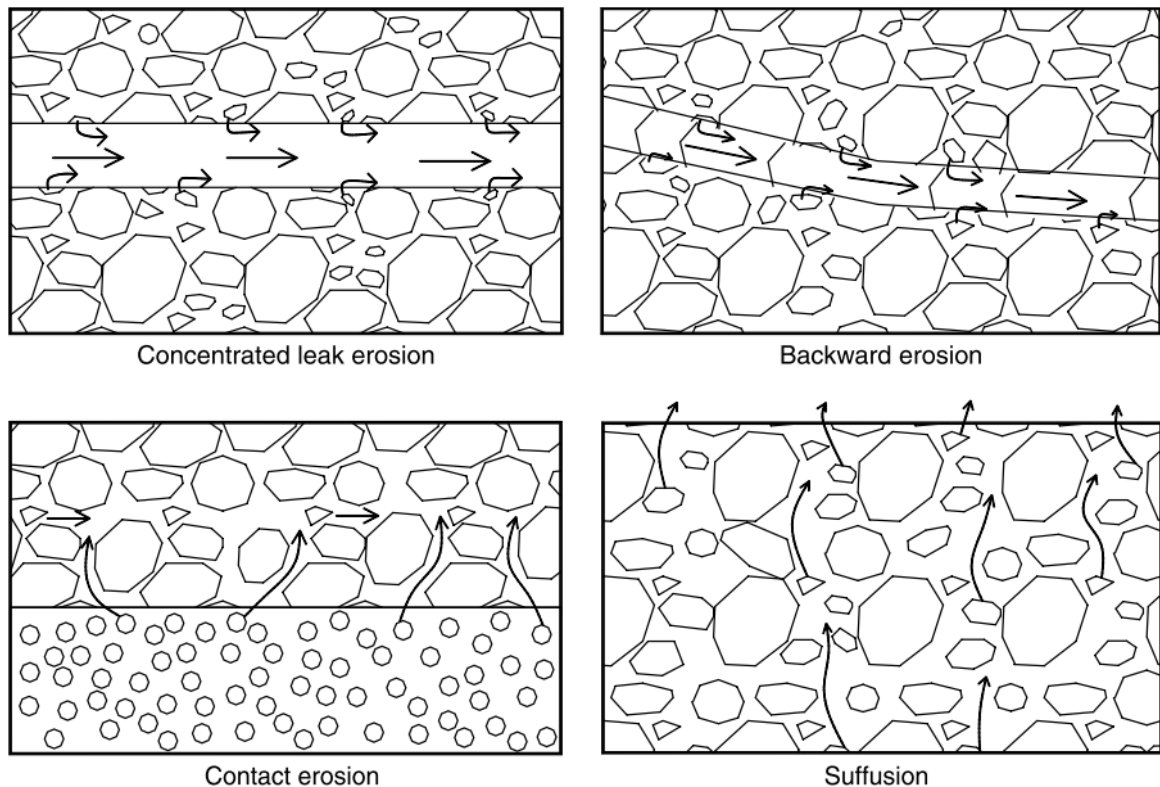 Concentrated leak erosion
Backward erosion
Contact erosion
Suffusion